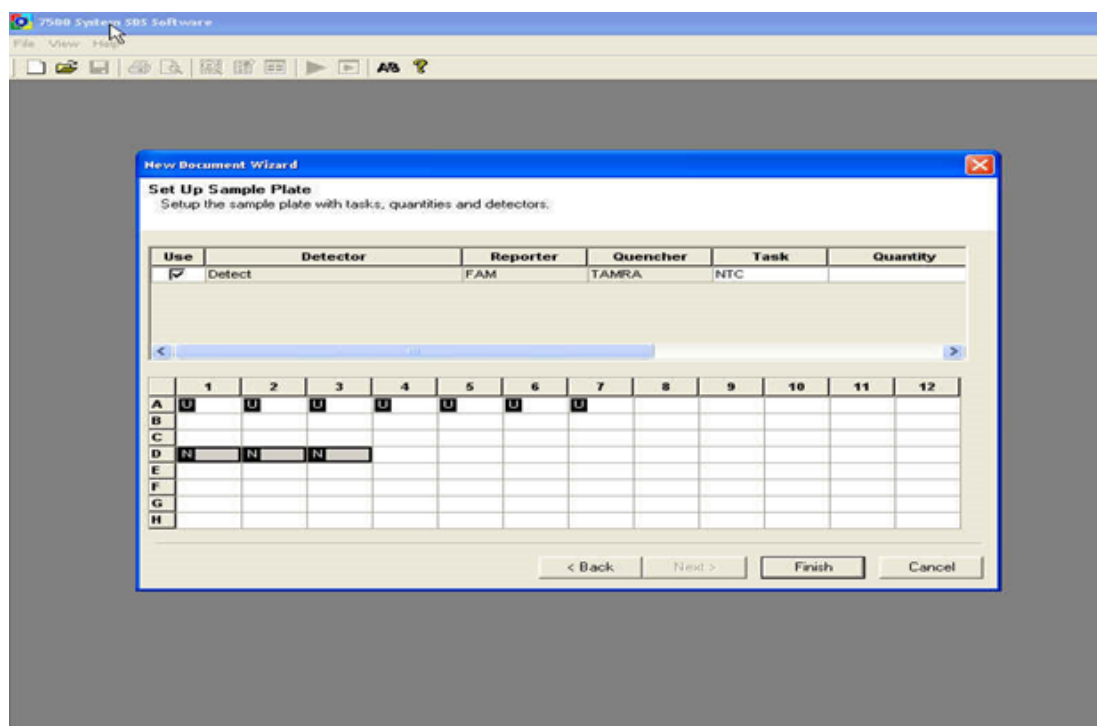 7500 System SDS Software
File View Help
New Document Wizard
Set Up Sample Plate
Setup the sample plate with tasks, quantities and detectors.
Use Detector Reporter Quencher Task Quantity
Detect FAM TAMRA NTC
1 2 3 4 5 6 7 8 9 10 11 12
A U U U U U U U
B
C
D N N N
E
F
G
H
< Back Next > Finish Cancel